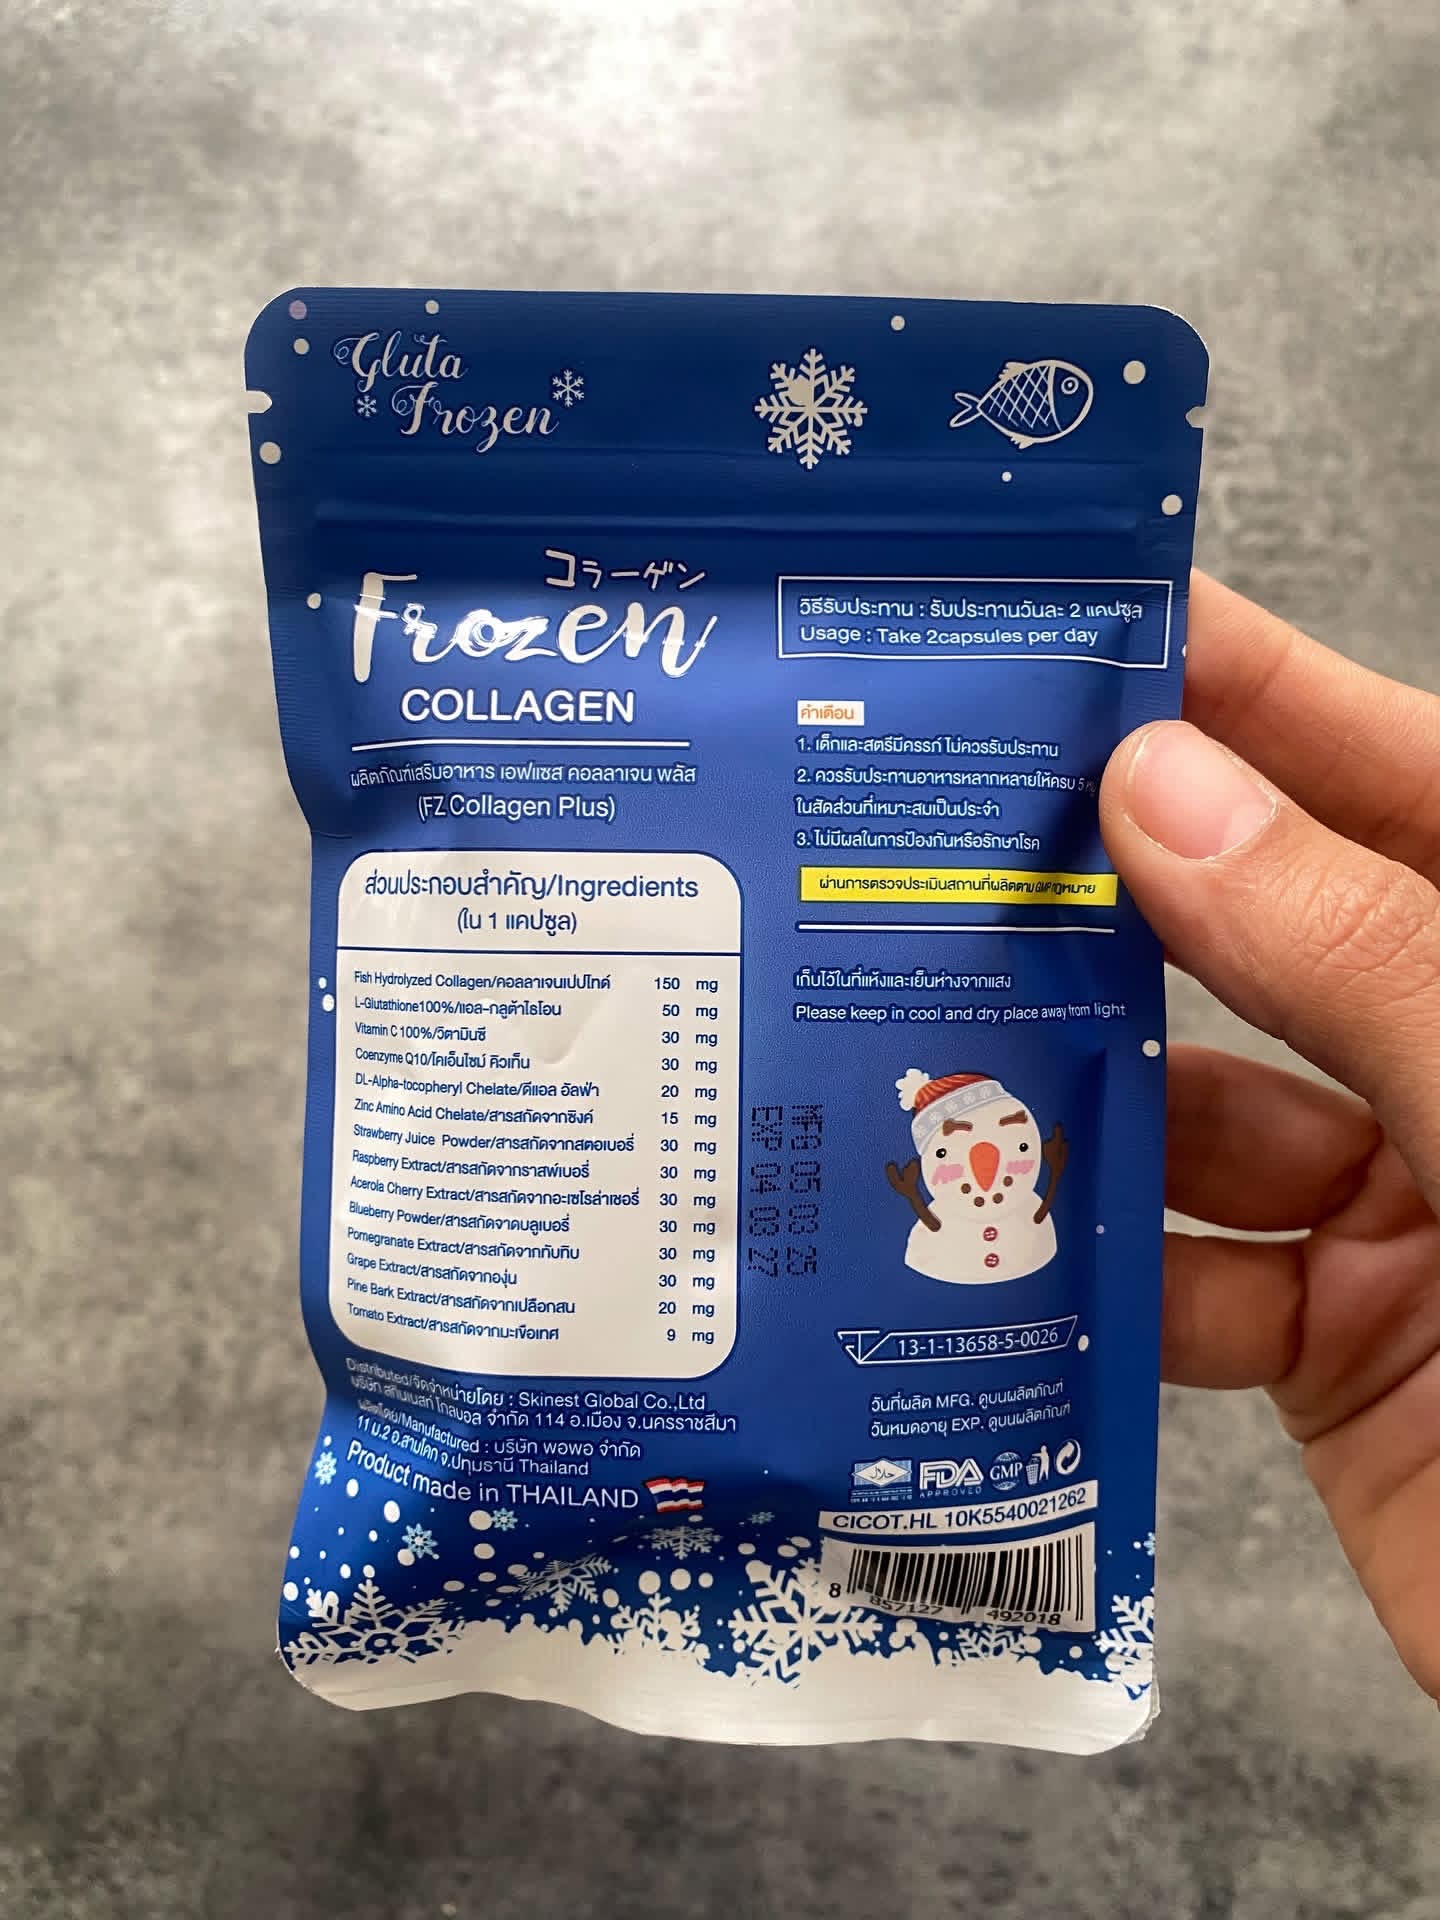 Gluta
Frozen
コラーゲン
Frozen
COLLAGEN
ผลิตภัณฑ์เสริมอาหาร เอฟแซส คอลลาเจน พลัส
(FZ Collagen Plus)
ส่วนประกอบสำคัญ/Ingredients
(ใน 1 แคปซูล)
Fish Hydrolyzed Collagen/คอลลาเจนเปปไทด์ 150 mg
L-Glutathione100%/แอล-กลูต้าไธโอน 50 mg
Vitamin C 100%/วิตามินซี 30 mg
Coenzyme Q10/โคเอ็นไซม์ คิวเท็น 30 mg
DL-Alpha-tocopheryl Chelate/ดีแอล อัลฟ่า 20 mg
Zinc Amino Acid Chelate/สารสกัดจากซิงค์ 15 mg
Strawberry Juice Powder/สารสกัดจากสตอเบอรี่ 30 mg
Raspberry Extract/สารสกัดจากราสพ์เบอรี่ 30 mg
Acerola Cherry Extract/สารสกัดจากอะเซโรล่าเชอรี่ 30 mg
Blueberry Powder/สารสกัดจาดบลูเบอรี่ 30 mg
Pomegranate Extract/สารสกัดจากทับทิบ 30 mg
Grape Extract/สารสกัดจากองุ่น 30 mg
Pine Bark Extract/สารสกัดจากเปลือกสน 20 mg
Tomato Extract/สารสกัดจากมะเขือเทศ 9 mg
Distributed/จัดจำหน่ายโดย : Skinest Global Co.,Ltd
บริษัท สกินเนสท์ โกลบอล จำกัด 114 อ.เมือง จ.นครราชสีมา
ผลิตโดย/Manufactured : บริษัท พอพอ จำกัด
11 ม.2 อ.สามโคก จ.ปทุมธานี Thailand
Product made in THAILAND
วิธีรับประทาน : รับประทานวันละ 2 แคปซูล
Usage : Take 2capsules per day
คำเตือน
1. เด็กและสตรีมีครรภ์ ไม่ควรรับประทาน
2. ควรรับประทานอาหารหลากหลายให้ครบ 5
ในสัดส่วนที่เหมาะสมเป็นประจำ
3. ไม่มีผลในการป้องกันหรือรักษาโรค
ผ่านการตรวจประเมินสถานที่ผลิตตาม GMP กฎหมาย
เก็บไว้ในที่แห้งและเย็นห่างจากแสง
Please keep in cool and dry place away from light
MFG 05 03 25
EXP 04 03 27
13-1-13658-5-0026
วันที่ผลิต MFG. ดูบนผลิตภัณฑ์
วันหมดอายุ EXP. ดูบนผลิตภัณฑ์
حلال
FDA
APPROVED
GMP
CICOT.HL 10K5540021262
8 857127 492018